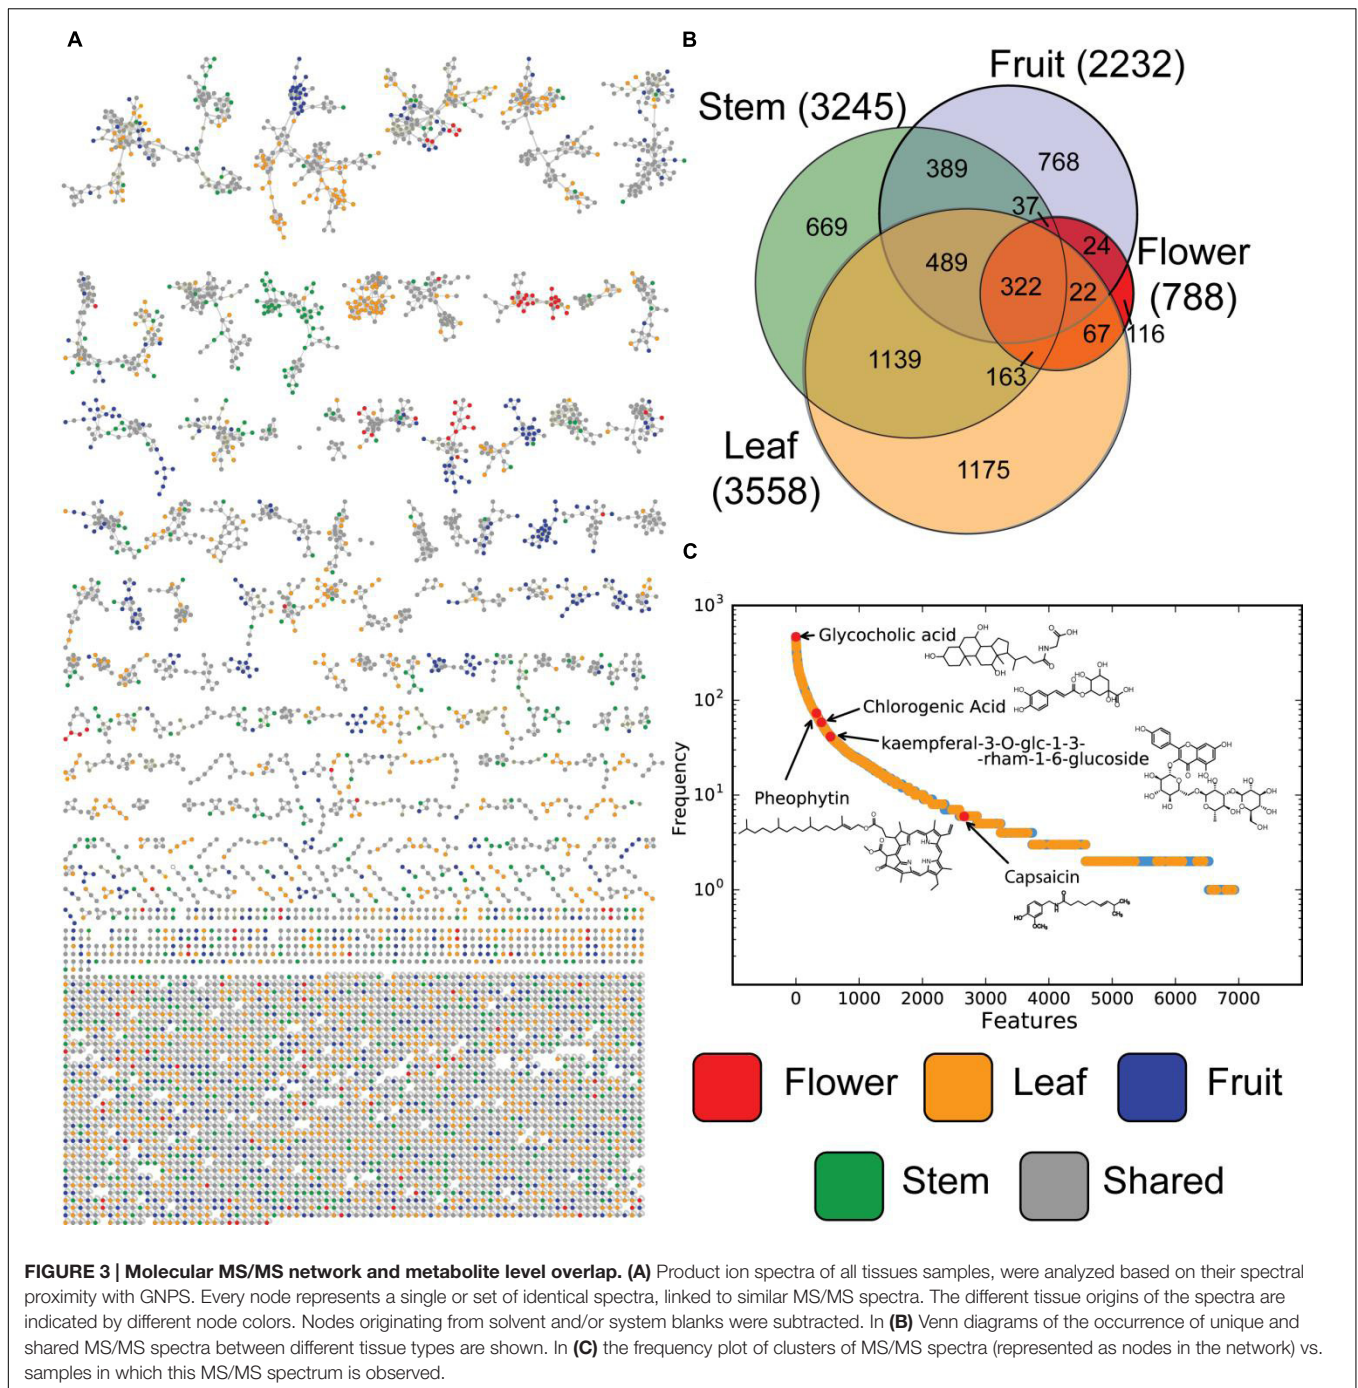 A
B
Fruit (2232)
Stem (3245)
389
768
37
669
24
Flower
(788)
489
322
22
67
116
1139
163
Leaf
(3558)
1175
C
10³
10²
10¹
10⁰
Frequency
Glycocholic acid
Chlorogenic Acid
kaempferal-3-O-glc-1-3-
-rham-1-6-glucoside
Pheophytin
Capsaicin
0 1000 2000 3000 4000 5000 6000 7000
Features
Flower Leaf Fruit
Stem Shared
FIGURE 3 | Molecular MS/MS network and metabolite level overlap. (A) Product ion spectra of all tissues samples, were analyzed based on their spectral
proximity with GNPS. Every node represents a single or set of identical spectra, linked to similar MS/MS spectra. The different tissue origins of the spectra are
indicated by different node colors. Nodes originating from solvent and/or system blanks were subtracted. In (B) Venn diagrams of the occurrence of unique and
shared MS/MS spectra between different tissue types are shown. In (C) the frequency plot of clusters of MS/MS spectra (represented as nodes in the network) vs.
samples in which this MS/MS spectrum is observed.